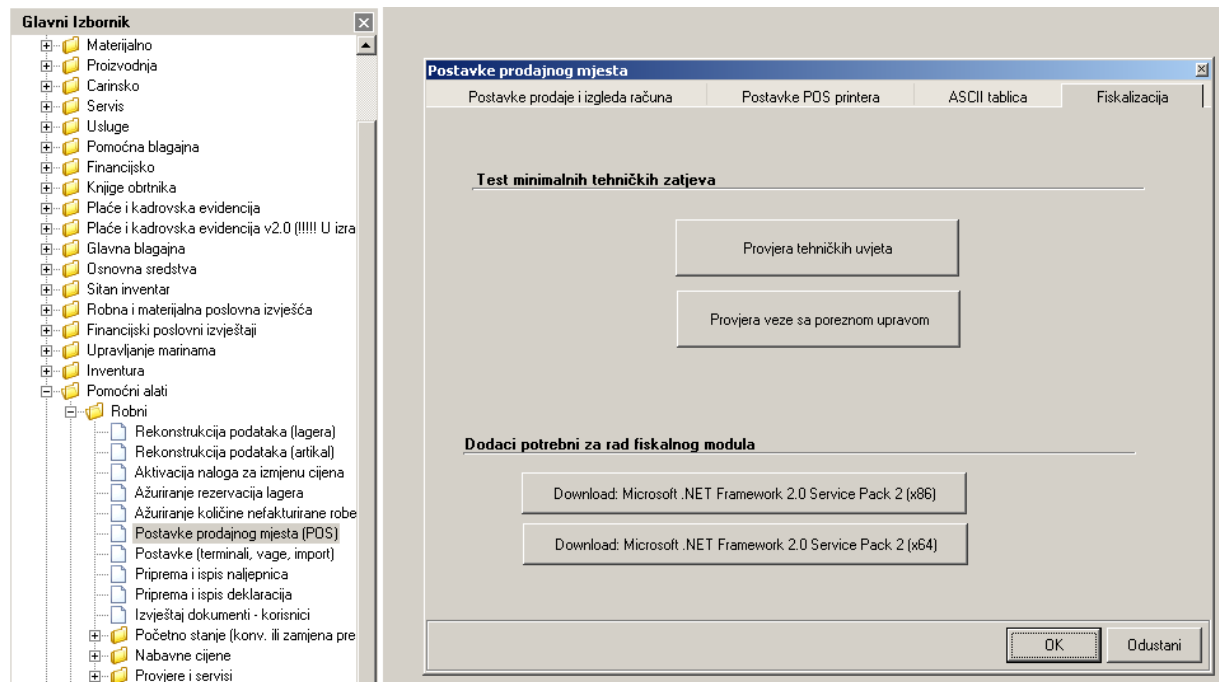 Glavni Izbornik
Materijalno
Proizvodnja
Carinsko
Servis
Usluge
Pomoćna blagajna
Financijsko
Knjige obrtnika
Plaće i kadrovska evidencija
Plaće i kadrovska evidencija v2.0 (!!!!! U izra
Glavna blagajna
Osnovna sredstva
Sitan inventar
Robna i materijalna poslovna izvješća
Financijski poslovni izvještaji
Upravljanje marinama
Inventura
Pomoćni alati
Robni
Rekonstrukcija podataka (lagera)
Rekonstrukcija podataka (artikal)
Aktivacija naloga za izmjenu cijena
Ažuriranje rezervacija lagera
Ažuriranje količine nefakturirane robe
Postavke prodajnog mjesta (POS)
Postavke (terminali, vage, import)
Priprema i ispis naljepnica
Priprema i ispis deklaracija
Izvještaj dokumenti - korisnici
Početno stanje (konv. ili zamjena pre
Nabavne cijene
Provjere i servisi
Postavke prodajnog mjesta
Postavke prodaje i izgleda računa
Postavke POS printera
ASCII tablica
Fiskalizacija
Test minimalnih tehničkih zatjeva
Provjera tehničkih uvjeta
Provjera veze sa poreznom upravom
Dodaci potrebni za rad fiskalnog modula
Download: Microsoft .NET Framework 2.0 Service Pack 2 (x86)
Download: Microsoft .NET Framework 2.0 Service Pack 2 (x64)
OK
Odustani